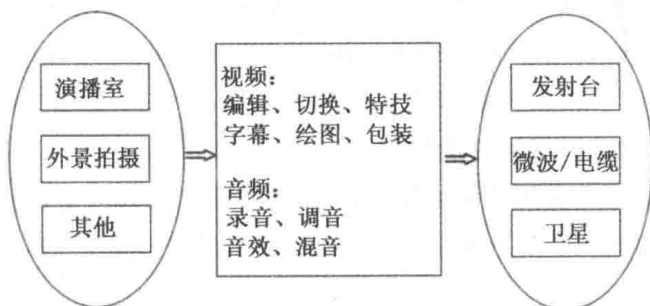 演播室
外景拍摄
其他
视频：
编辑、切换、特技
字幕、绘图、包装
音频：
录音、调音
音效、混音
发射台
微波/电缆
卫星